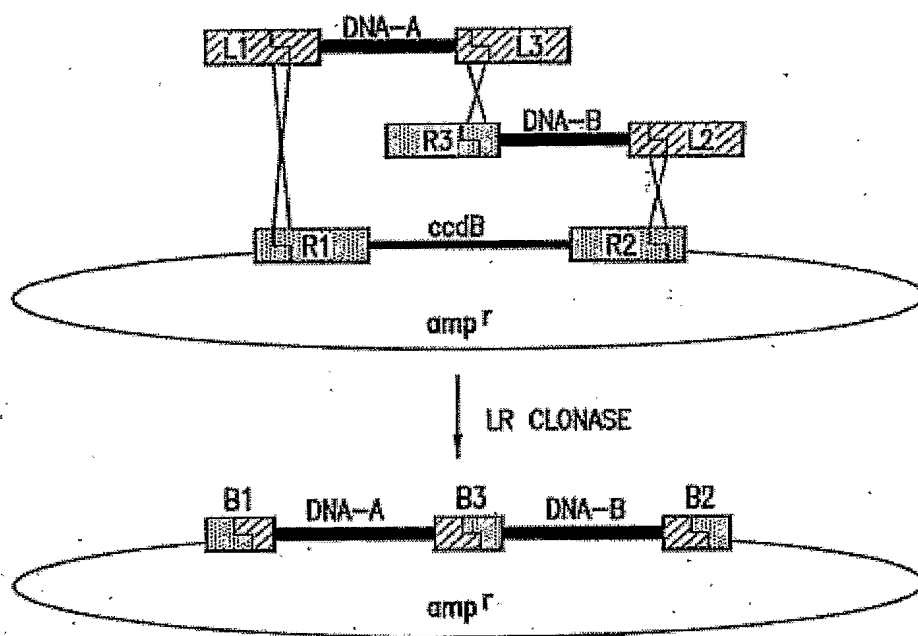 DNA-A
L1 L3
DNA-B
R3 L2
ccdB
R1 R2
amp r
LR CLONASE
B1 DNA-A B3 DNA-B B2
amp r